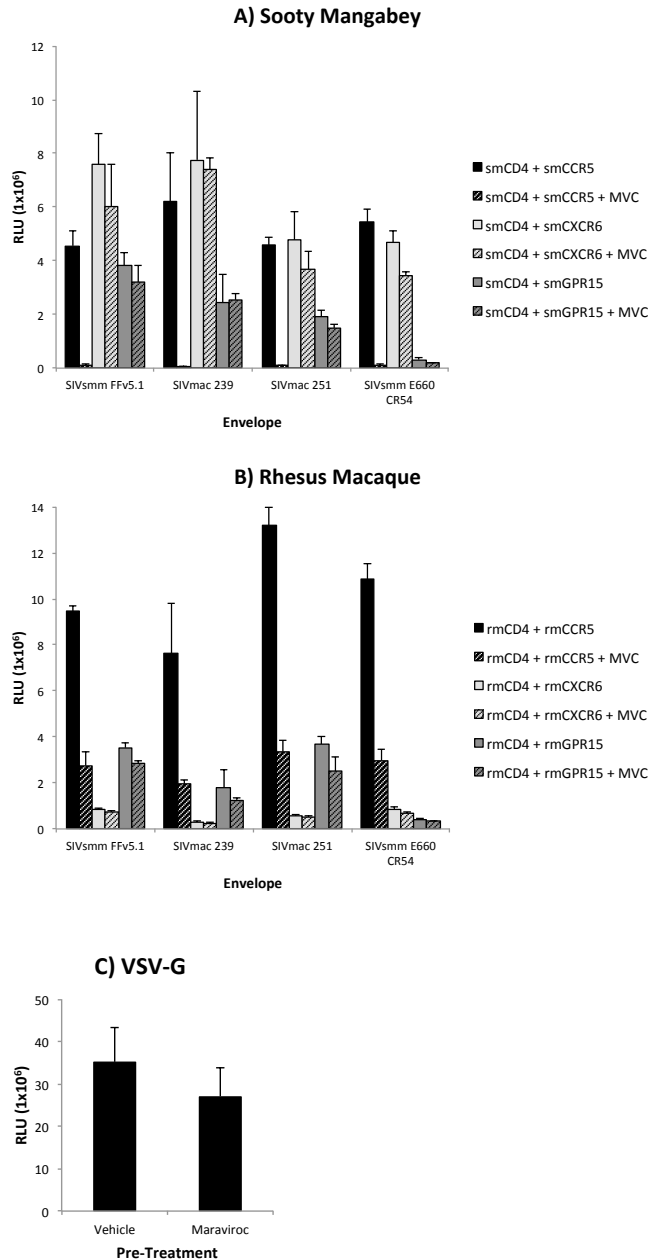 A) Sooty Mangabey
12
10
8
6
4
2
0
RLU (1x10⁶)
SIVsmm FFv5.1
SIVmac 239
SIVmac 251
SIVsmm E660
CR54
Envelope
smCD4 + smCCR5
smCD4 + smCCR5 + MVC
smCD4 + smCXCR6
smCD4 + smCXCR6 + MVC
smCD4 + smGPR15
smCD4 + smGPR15 + MVC
B) Rhesus Macaque
14
12
10
8
6
4
2
0
RLU (1x10⁶)
SIVsmm FFv5.1
SIVmac 239
SIVmac 251
SIVsmm E660
CR54
Envelope
rmCD4 + rmCCR5
rmCD4 + rmCCR5 + MVC
rmCD4 + rmCXCR6
rmCD4 + rmCXCR6 + MVC
rmCD4 + rmGPR15
rmCD4 + rmGPR15 + MVC
C) VSV-G
50
40
30
20
10
0
RLU (1x10⁶)
Vehicle
Maraviroc
Pre-Treatment